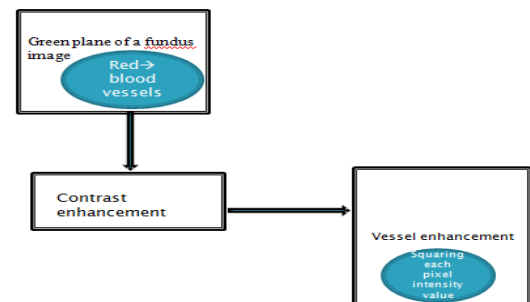 Green plane of a fundus
image
Red→
blood
vessels
Contrast
enhancement
Vessel enhancement
Squaring
each
pixel
intensity
value